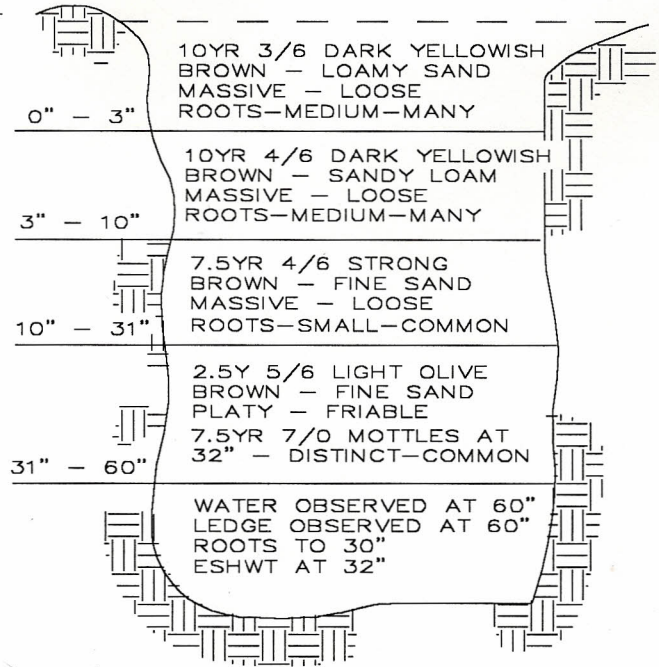 10YR 3/6 DARK YELLOWISH
BROWN – LOAMY SAND
MASSIVE – LOOSE
ROOTS–MEDIUM–MANY
0" – 3"
10YR 4/6 DARK YELLOWISH
BROWN – SANDY LOAM
MASSIVE – LOOSE
ROOTS–MEDIUM–MANY
3" – 10"
7.5YR 4/6 STRONG
BROWN – FINE SAND
MASSIVE – LOOSE
ROOTS–SMALL–COMMON
10" – 31"
2.5Y 5/6 LIGHT OLIVE
BROWN – FINE SAND
PLATY – FRIABLE
7.5YR 7/0 MOTTLES AT
32" – DISTINCT–COMMON
31" – 60"
WATER OBSERVED AT 60"
LEDGE OBSERVED AT 60"
ROOTS TO 30"
ESHWT AT 32"